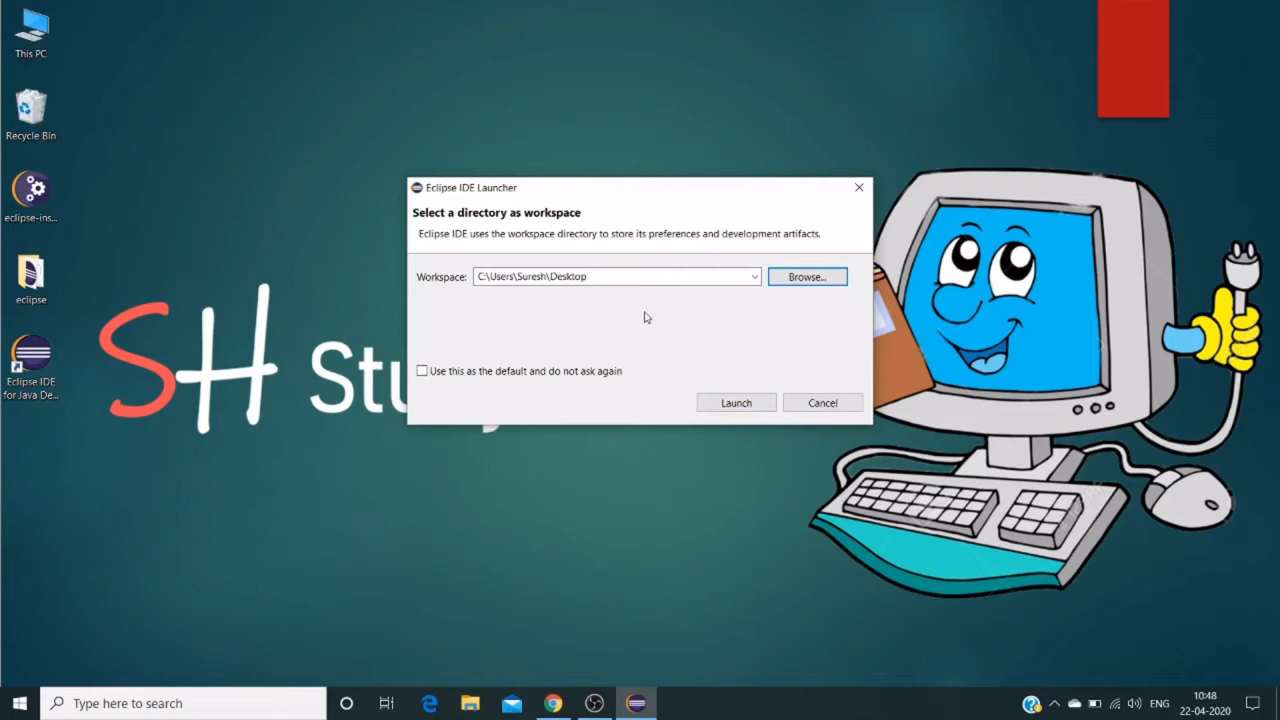 This PC
Recycle Bin
eclipse-ins...
eclipse
Eclipse IDE
for Java De...
SH
Eclipse IDE Launcher
Select a directory as workspace
Eclipse IDE uses the workspace directory to store its preferences and development artifacts.
Workspace: C:\Users\Suresh\Desktop Browse...
Use this as the default and do not ask again
Launch Cancel
Type here to search
ENG
10:48
22-04-2020